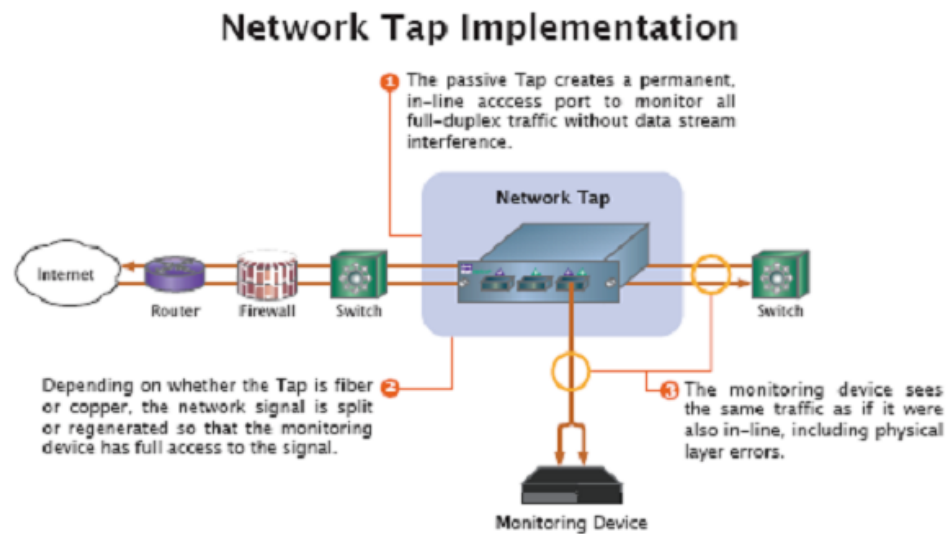 Network Tap Implementation
1 The passive Tap creates a permanent,
in-line acccess port to monitor all
full-duplex traffic without data stream
interference.
Network Tap
Internet
Router
Firewall
Switch
Switch
Depending on whether the Tap is fiber 2
or copper, the network signal is split
or regenerated so that the monitoring
device has full access to the signal.
3 The monitoring device sees
the same traffic as if it were
also in-line, including physical
layer errors.
Monitoring Device